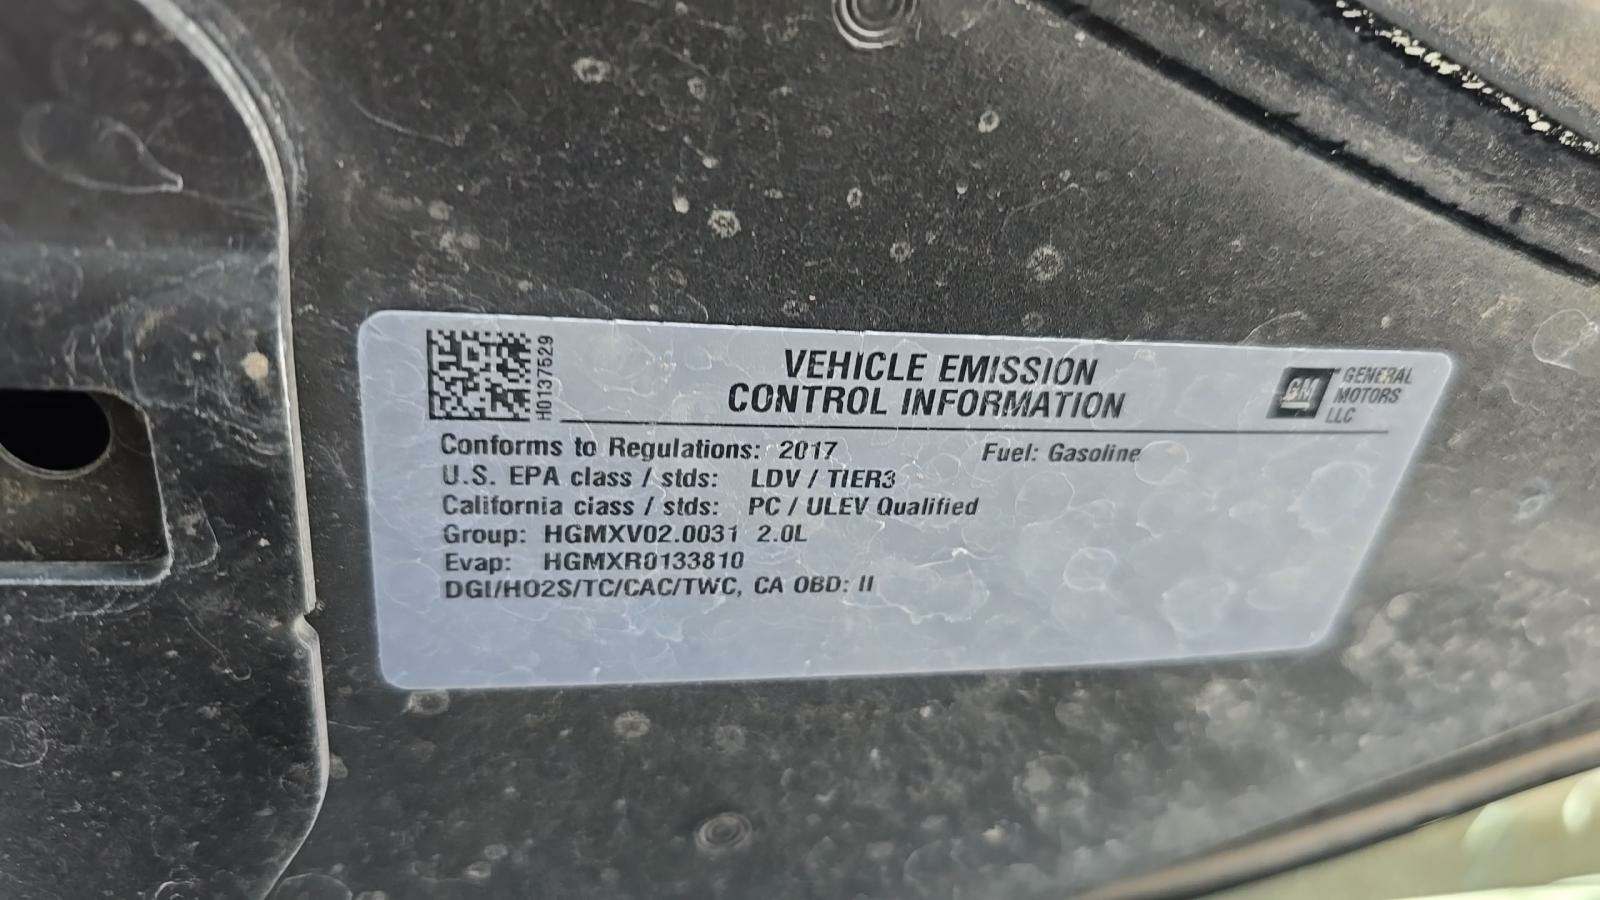 H0137529
VEHICLE EMISSION
CONTROL INFORMATION
GM
GENERAL
MOTORS
LLC
Conforms to Regulations: 2017 Fuel: Gasoline
U.S. EPA class / stds: LDV / TIER3
California class / stds: PC / ULEV Qualified
Group: HGMXV02.0031 2.0L
Evap: HGMXR0133810
DGI/HO2S/TC/CAC/TWC, CA OBD: II